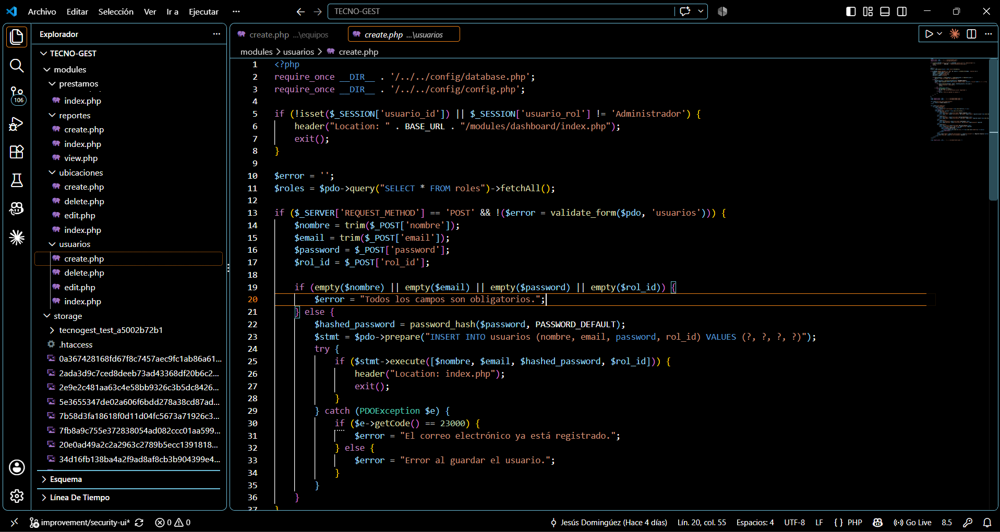 Archivo Editar Selección Ver Ir a Ejecutar ··· TECNO-GEST
Explorador
TECNO-GEST
modules
prestamos
index.php
reportes
create.php
index.php
view.php
ubicaciones
create.php
delete.php
edit.php
index.php
usuarios
create.php
delete.php
edit.php
index.php
storage
tecnogest_test_a5002b72b1
.htaccess
0a367428168fd67f8c7457aec9fc1ab86a61...
2ada3d9c7ced8deeb73ad43368df20b6c2...
2e9e2c481aa63c4e58bb9326c3b5dc8426...
5e3655347de02a606f6bdd278a38cd87ad...
7b58d3fa18618f0d11d04fc5673a71926c3...
7fb8a9c755e372838054ad082ccc01aa599...
20e0ad49a2c2a2963c2789b5ecc1391818...
34d16fb138ba4a2f9ad8af8cb3b904399e4...
Esquema
Línea De Tiempo
106
create.php ...\equipos create.php ...\usuarios
modules > usuarios > create.php
1 <?php
2 require_once __DIR__ . '/../../config/database.php';
3 require_once __DIR__ . '/../../config/config.php';
4
5 if (!isset($_SESSION['usuario_id']) || $_SESSION['usuario_rol'] != 'Administrador') {
6 header("Location: " . BASE_URL . "/modules/dashboard/index.php");
7 exit();
8 }
9
10 $error = '';
11 $roles = $pdo->query("SELECT * FROM roles")->fetchAll();
12
13 if ($_SERVER['REQUEST_METHOD'] == 'POST' && !($error = validate_form($pdo, 'usuarios'))) {
14 $nombre = trim($_POST['nombre']);
15 $email = trim($_POST['email']);
16 $password = $_POST['password'];
17 $rol_id = $_POST['rol_id'];
18
19 if (empty($nombre) || empty($email) || empty($password) || empty($rol_id)) {
20 $error = "Todos los campos son obligatorios.";
21 } else {
22 $hashed_password = password_hash($password, PASSWORD_DEFAULT);
23 $stmt = $pdo->prepare("INSERT INTO usuarios (nombre, email, password, rol_id) VALUES (?, ?, ?, ?)");
24 try {
25 if ($stmt->execute([$nombre, $email, $hashed_password, $rol_id])) {
26 header("Location: index.php");
27 exit();
28 }
29 } catch (PDOException $e) {
30 if ($e->getCode() == 23000) {
31 $error = "El correo electrónico ya está registrado.";
32 } else {
33 $error = "Error al guardar el usuario.";
34 }
35 }
36 }
37 }
improvement/security-ui* 0 0 Jesús Domingúez (Hace 4 días) Lín. 20, col. 55 Espacios: 4 UTF-8 LF {} PHP Go Live 8.5